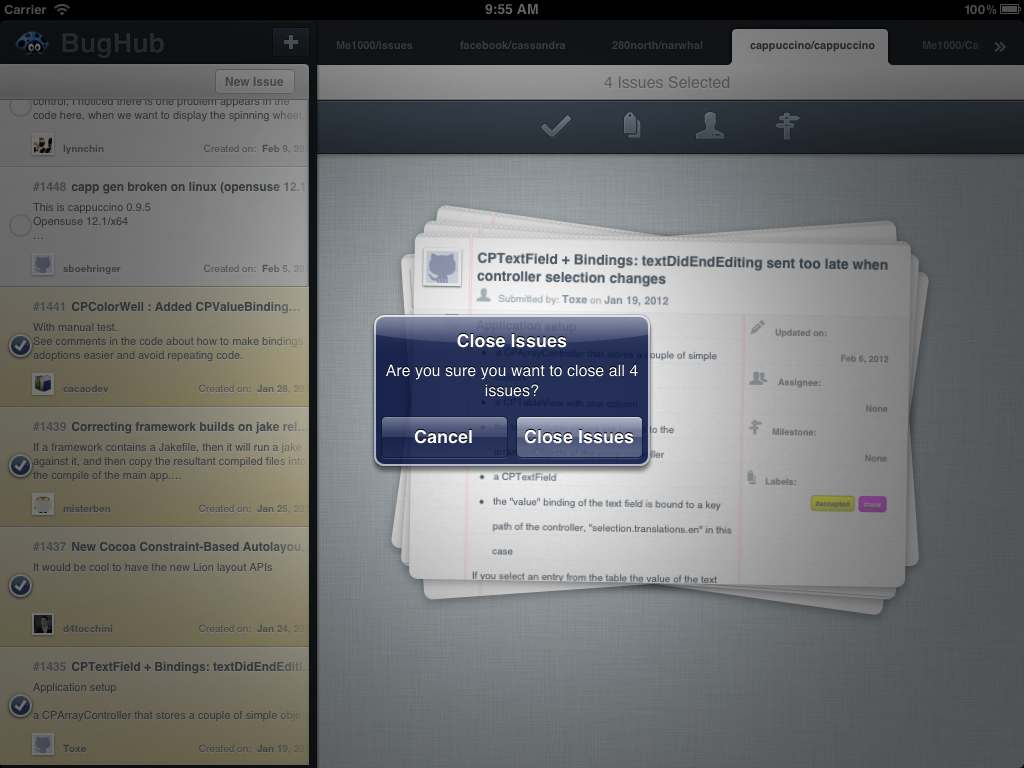 Carrier
9:55 AM
100%
BugHub
Me1000/issues
facebook/cassandra
280north/narwhal
cappuccino/cappuccino
Me1000/Ca
New Issue
4 Issues Selected
control, I noticed there is one problem appears in the
code here, when we want to display the spinning wheel,
lynnchin
Created on: Feb 9, 20
#1448 capp gen broken on linux (opensuse 12.1
This is cappuccino 0.9.5
Opensuse 12.1/x64
...
sboehringer
Created on: Feb 5, 20
#1441 CPColorWell : Added CPValueBinding...
With manual test.
See comments in the code about how to make bindings
adoptions easier and avoid repeating code.
cacaodev
Created on: Jan 28, 20
#1439 Correcting framework builds on jake rel...
If a framework contains a Jakefile, then it will run a jake
against it, and then copy the resultant compiled files into
the compile of the main app....
misterben
Created on: Jan 25, 20
#1437 New Cocoa Constraint-Based Autolayou...
It would be cool to have the new Lion layout APIs
d4tocchini
Created on: Jan 24, 20
#1435 CPTextField + Bindings: textDidEndEditi...
Application setup
a CPArrayController that stores a couple of simple obje...
Toxe
Created on: Jan 19, 20
CPTextField + Bindings: textDidEndEditing sent too late when
controller selection changes
Submitted by: Toxe on Jan 19, 2012
Application setup
a CPArrayController that stores a couple of simple
a CPTableView with one column
to the
arrangedObjects of the array controller
a CPTextField
the "value" binding of the text field is bound to a key
path of the controller, "selection.translations.en" in this
case
If you select an entry from the table the value of the text
Updated on:
Feb 6, 2012
Assignee:
None
Milestone:
None
Labels:
#accepted
#new
Close Issues
Are you sure you want to close all 4
issues?
Cancel
Close Issues